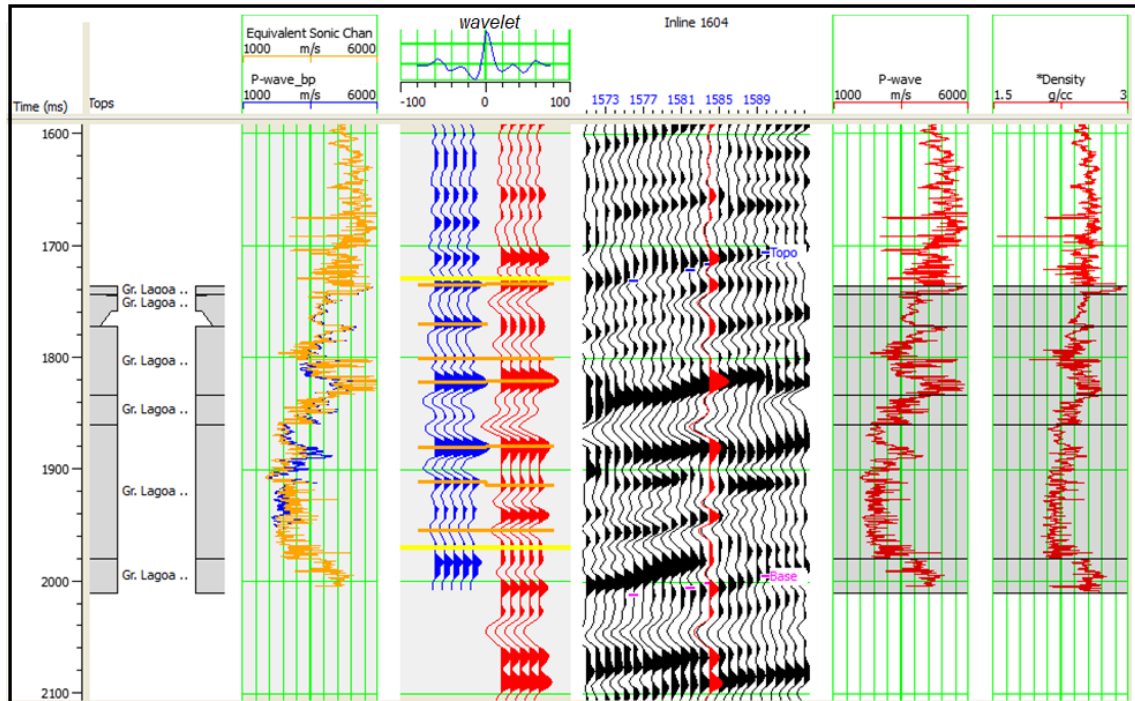 wavelet
Inline 1604
Equivalent Sonic Chan
1000 m/s 6000
P-wave_bp
1000 m/s 6000
-100 0 100
1573 1577 1581 1585 1589
P-wave
1000 m/s 6000
*Density
1.5 g/cc 3
Time (ms) Tops
1600
1700
Topo
Gr. Lagoa ..
Gr. Lagoa ..
1800
Gr. Lagoa ..
Gr. Lagoa ..
1900
Gr. Lagoa ..
Gr. Lagoa ..
Base
2000
2100